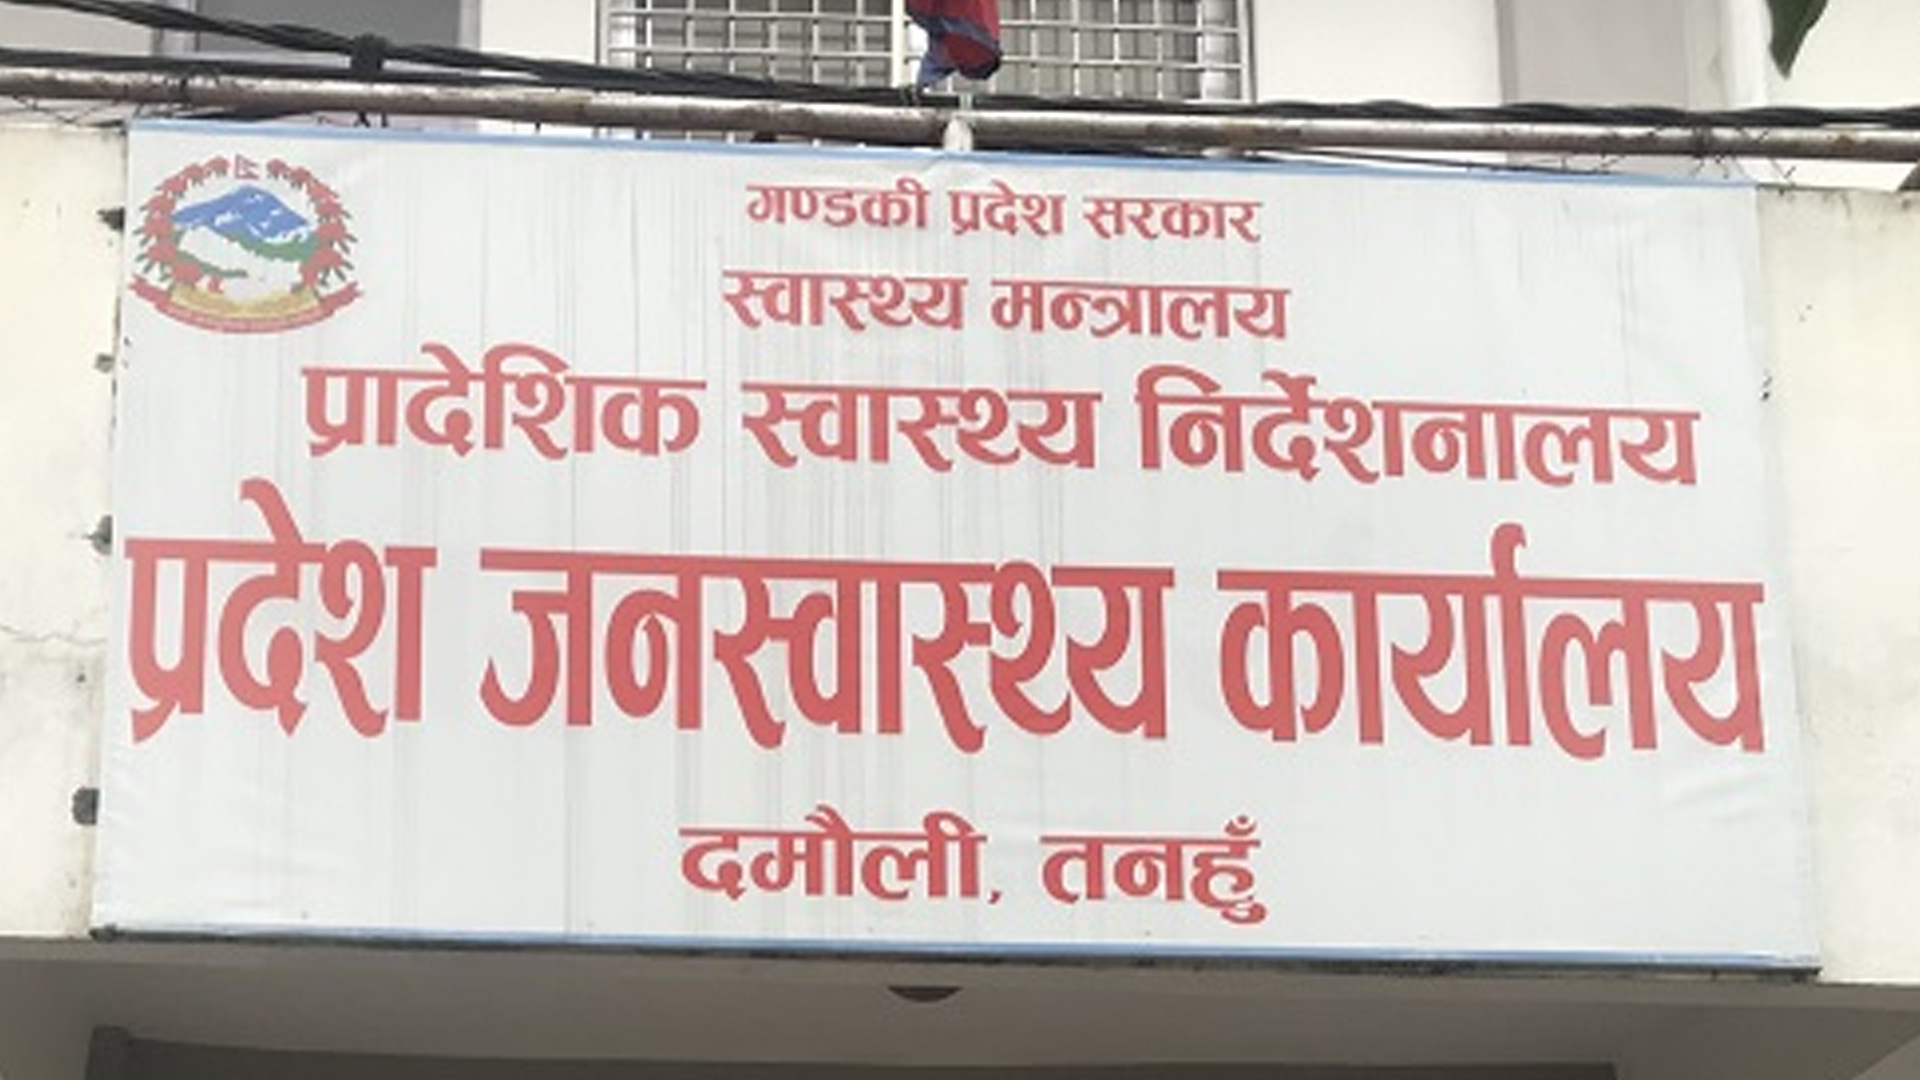 गण्डकी प्रदेश सरकार
स्वास्थ्य मन्त्रालय
प्रादेशिक स्वास्थ्य निर्देशनालय
प्रदेश जनस्वास्थ्य कार्यालय
दमौली, तनहुँ